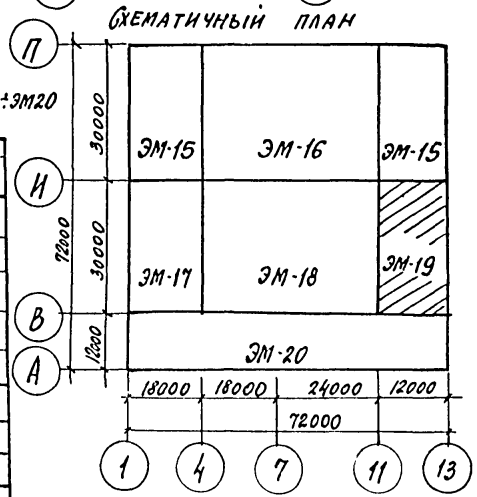 СХЕМАТИЧНЫЙ ПЛАН
П
÷ЭМ20
30000
ЭМ-15 ЭМ-16 ЭМ-15
И
72000
30000
ЭМ-17 ЭМ-18 ЭМ-19
В
12000
ЭМ-20
А
18000 18000 24000 12000
72000
1 4 7 11 13